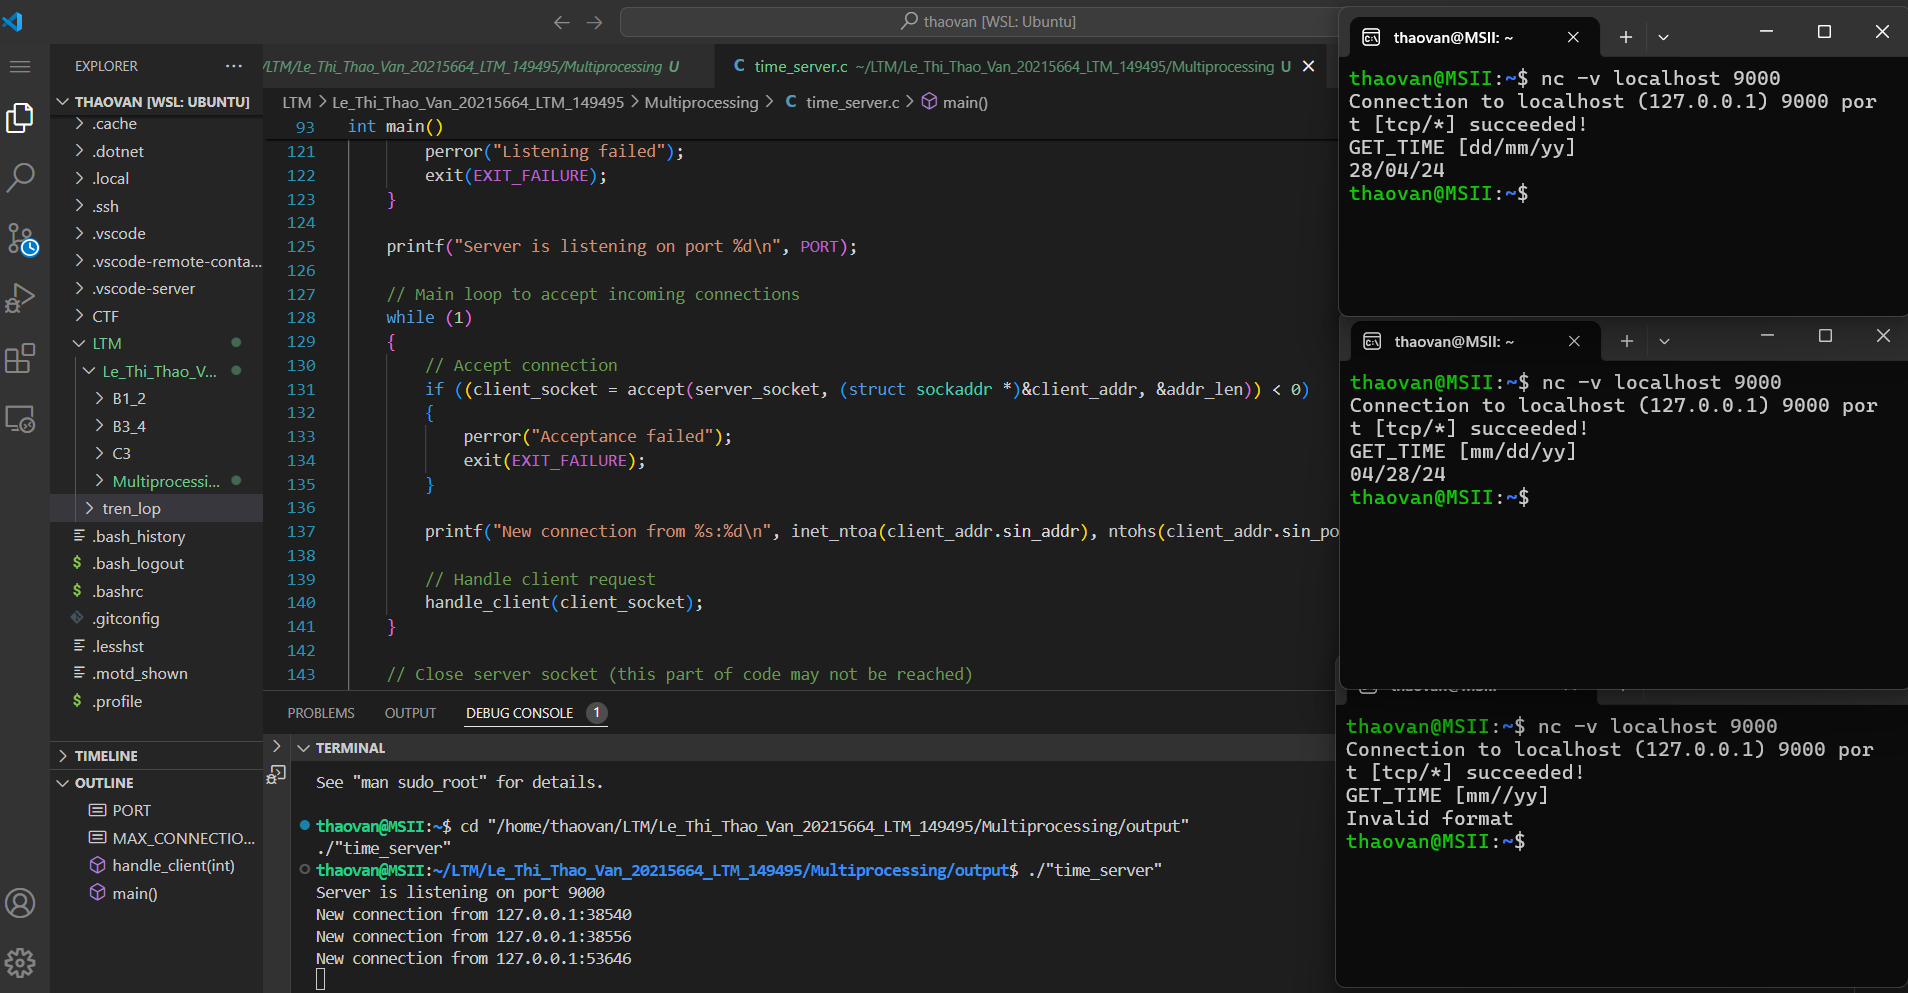 thaovan [WSL: Ubuntu]
EXPLORER
THAOVAN [WSL: UBUNTU]
.cache
.dotnet
.local
.ssh
.vscode
.vscode-remote-conta...
.vscode-server
CTF
LTM
Le_Thi_Thao_V...
B1_2
B3_4
C3
Multiprocessi...
tren_lop
.bash_history
.bash_logout
.bashrc
.gitconfig
.lesshst
.motd_shown
.profile
TIMELINE
OUTLINE
PORT
MAX_CONNECTIO...
handle_client(int)
main()
/LTM/Le_Thi_Thao_Van_20215664_LTM_149495/Multiprocessing U
C time_server.c ~/LTM/Le_Thi_Thao_Van_20215664_LTM_149495/Multiprocessing U
LTM > Le_Thi_Thao_Van_20215664_LTM_149495 > Multiprocessing > C time_server.c > main()
93 int main()
121 perror("Listening failed");
122 exit(EXIT_FAILURE);
123 }
124
125 printf("Server is listening on port %d\n", PORT);
126
127 // Main loop to accept incoming connections
128 while (1)
129 {
130 // Accept connection
131 if ((client_socket = accept(server_socket, (struct sockaddr *)&client_addr, &addr_len)) < 0)
132 {
133 perror("Acceptance failed");
134 exit(EXIT_FAILURE);
135 }
136
137 printf("New connection from %s:%d\n", inet_ntoa(client_addr.sin_addr), ntohs(client_addr.sin_po
138
139 // Handle client request
140 handle_client(client_socket);
141 }
142
143 // Close server socket (this part of code may not be reached)
PROBLEMS OUTPUT DEBUG CONSOLE 1
TERMINAL
See "man sudo_root" for details.
thaovan@MSII:~$ cd "/home/thaovan/LTM/Le_Thi_Thao_Van_20215664_LTM_149495/Multiprocessing/output"
./"time_server"
thaovan@MSII:~/LTM/Le_Thi_Thao_Van_20215664_LTM_149495/Multiprocessing/output$ ./"time_server"
Server is listening on port 9000
New connection from 127.0.0.1:38540
New connection from 127.0.0.1:38556
New connection from 127.0.0.1:53646
thaovan@MSII: ~
thaovan@MSII:~$ nc -v localhost 9000
Connection to localhost (127.0.0.1) 9000 por
t [tcp/*] succeeded!
GET_TIME [dd/mm/yy]
28/04/24
thaovan@MSII:~$
thaovan@MSII: ~
thaovan@MSII:~$ nc -v localhost 9000
Connection to localhost (127.0.0.1) 9000 por
t [tcp/*] succeeded!
GET_TIME [mm/dd/yy]
04/28/24
thaovan@MSII:~$
thaovan@MSII:~$ nc -v localhost 9000
Connection to localhost (127.0.0.1) 9000 por
t [tcp/*] succeeded!
GET_TIME [mm//yy]
Invalid format
thaovan@MSII:~$